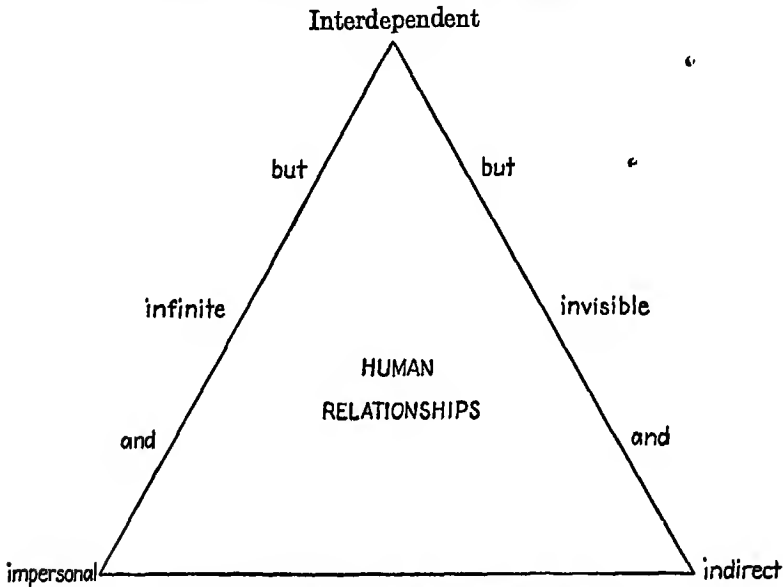 Interdependent
but but
infinite invisible
HUMAN
RELATIONSHIPS
and and
impersonal indirect